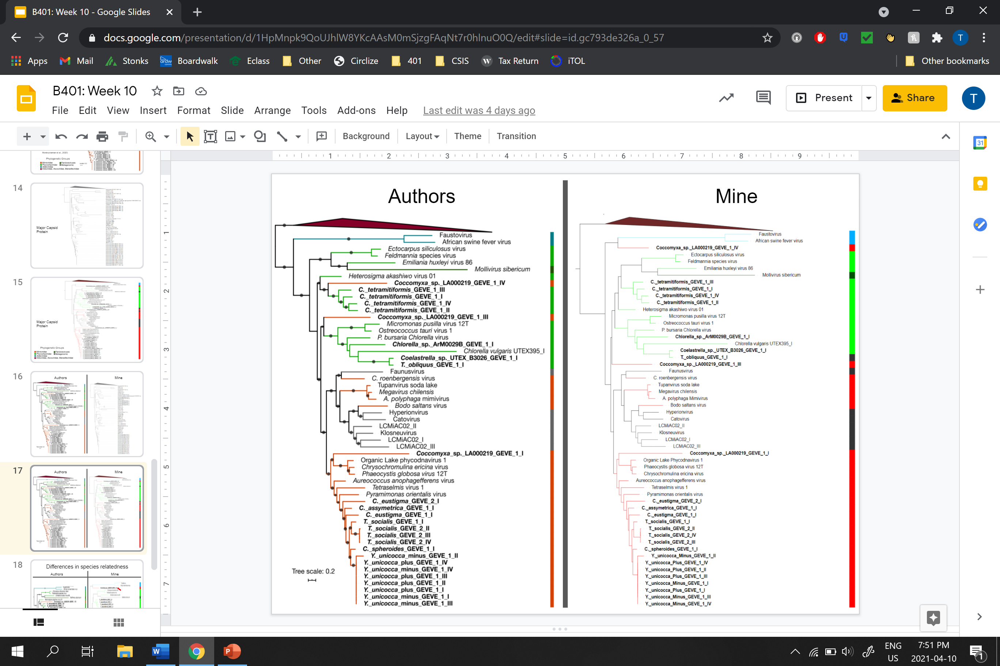 B401: Week 10 - Google Slides
docs.google.com/presentation/d/1HpMnpk9QoUJhlW8YKcAAsM0mSjzgFAqNt7r0hlnuO0Q/edit#slide=id.gc793de326a_0_57
T
Apps
Mail
Stonks
Boardwalk
Eclass
Other
Circlize
401
CSIS
Tax Return
iTOL
Other bookmarks
B401: Week 10
File Edit View Insert Format Slide Arrange Tools Add-ons Help Last edit was 4 days ago
Present
Share
T
Background Layout Theme Transition
31
1 2 3 4 5 6 7 8 9
1
2
3
4
5
6
7
Phylogenetic Groups
14
Major Capsid
Protein
15
Major Capsid
Protein
Phylogenetic Groups
16
Authors Mine
17
Authors Mine
18
Differences in species relatedness
Authors Mine
Authors
Faustovirus
African swine fever virus
Ectocarpus siliculosus virus
Feldmannia species virus
Emiliania huxleyi virus 86
Mollivirus sibericum
Heterosigma akashiwo virus 01
Coccomyxa_sp._LA000219_GEVE_1_IV
C._tetramitiformis_GEVE_1_III
C._tetramitiformis_GEVE_1_I
C._tetramitiformis_GEVE_1_IV
C._tetramitiformis_GEVE_1_II
Coccomyxa_sp._LA000219_GEVE_1_III
Micromonas pusilla virus 12T
Ostreococcus tauri virus 1
P. bursaria Chlorella virus
Chlorella_sp._ArM0029B_GEVE_1_I
Chlorella vulgaris UTEX395_I
Coelastrella_sp._UTEX_B3026_GEVE_1_I
T._obliquus_GEVE_1_I
Faunusvirus
C. roenbergensis virus
Tupanvirus soda lake
Megavirus chilensis
A. polyphaga mimivirus
Bodo saltans virus
Hyperionvirus
Catovirus
LCMiAC02_II
Klosneuvirus
LCMiAC02_I
LCMiAC02_III
Coccomyxa_sp._LA000219_GEVE_1_I
Organic Lake phycodnavirus 1
Chrysochromulina ericina virus
Phaeocystis globosa virus 12T
Aureococcus anophagefferens virus
Tetraselmis virus 1
Pyramimonas orientalis virus
C._eustigma_GEVE_2_I
C._assymetrica_GEVE_1_I
C._eustigma_GEVE_1_I
T._socialis_GEVE_1_I
T._socialis_GEVE_2_II
T._socialis_GEVE_2_III
T._socialis_GEVE_2_IV
C._spheroides_GEVE_1_I
Y._unicocca_minus_GEVE_1_II
Y._unicocca_plus_GEVE_1_IV
Y._unicocca_minus_GEVE_1_IV
Y._unicocca_plus_GEVE_1_III
Y._unicocca_plus_GEVE_1_II
Y._unicocca_plus_GEVE_1_I
Y._unicocca_minus_GEVE_1_I
Y._unicocca_minus_GEVE_1_III
Tree scale: 0.2
Mine
Faustovirus
African swine fever virus
Coccomyxa_sp._LA000219_GEVE_1_IV
Ectocarpus siliculosus virus
Feldmannia species virus
Emiliania huxleyi virus 86
Mollivirus sibericum
C._tetramitiformis_GEVE_1_III
C._tetramitiformis_GEVE_1_I
C._tetramitiformis_GEVE_1_IV
C._tetramitiformis_GEVE_1_II
Heterosigma akashiwo virus 01
Micromonas pusilla virus 12T
Ostreococcus tauri virus 1
P. bursaria Chlorella virus
Chlorella_sp._ArM0029B_GEVE_1_I
Chlorella vulgaris UTEX395_I
Coelastrella_sp._UTEX_B3026_GEVE_1_I
T._obliquus_GEVE_1_I
Coccomyxa_sp._LA000219_GEVE_1_III
Faunusvirus
C. roenbergensis virus
Tupanvirus soda lake
Megavirus chilensis
A. polyphaga Mimivirus
Bodo saltans virus
Hyperionvirus
Catovirus
LCMiAC02_II
Klosneuvirus
LCMiAC02_I
LCMiAC02_III
Coccomyxa_sp._LA000219_GEVE_1_I
Organic Lake Phycodnavirus 1
Phaeocystis globosa virus 12T
Chrysochromulina ericina virus
Aureococcus anophagefferens virus
Tetraselmis virus 1
Pyramimonas orientalis virus
C._eustigma_GEVE_2_I
C._assymetrica_GEVE_1_I
C._eustigma_GEVE_1_I
T._socialis_GEVE_1_I
T._socialis_GEVE_2_II
T._socialis_GEVE_2_IV
T._socialis_GEVE_2_III
C._spheroides_GEVE_1_I
Y._unicocca_Minus_GEVE_1_II
Y._unicocca_Plus_GEVE_1_IV
Y._unicocca_Plus_GEVE_1_II
Y._unicocca_Plus_GEVE_1_III
Y._unicocca_Minus_GEVE_1_I
Y._unicocca_Plus_GEVE_1_I
Y._unicocca_Minus_GEVE_1_III
Y._unicocca_Minus_GEVE_1_IV
ENG
US
7:51 PM
2021-04-10
1